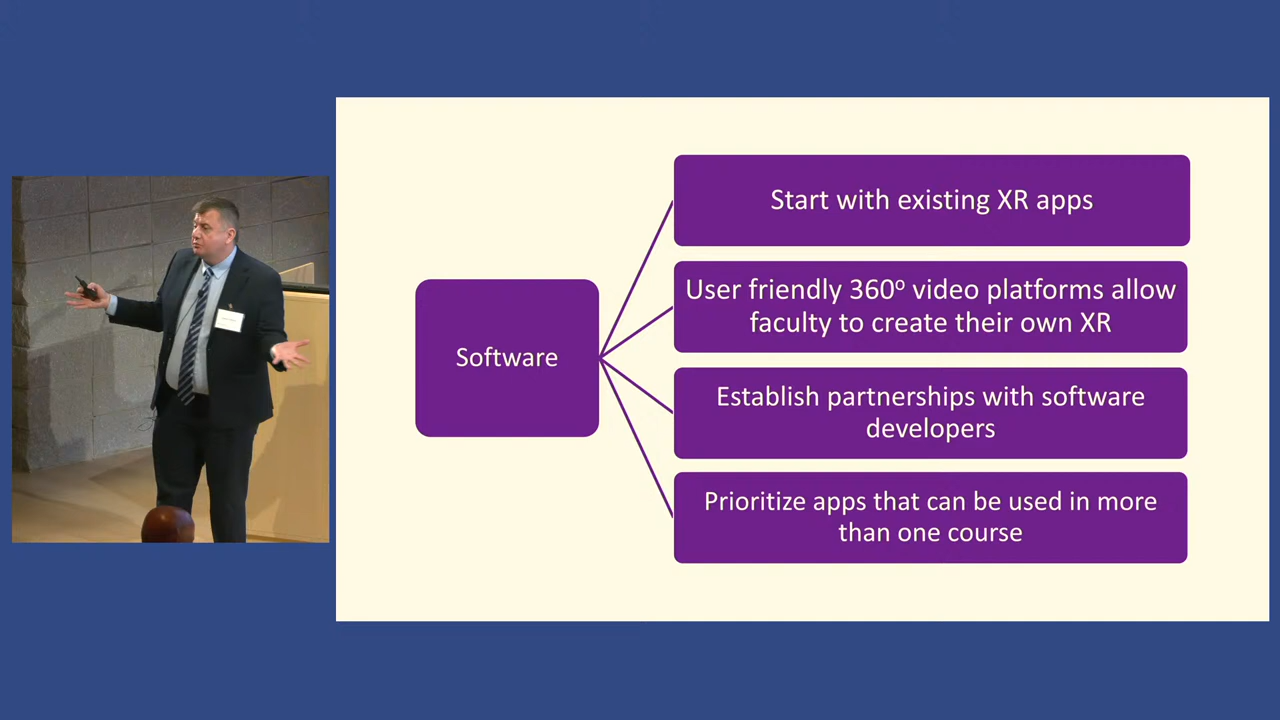 Start with existing XR apps
User friendly 360º video platforms allow
faculty to create their own XR
Software
Establish partnerships with software
developers
Prioritize apps that can be used in more
than one course